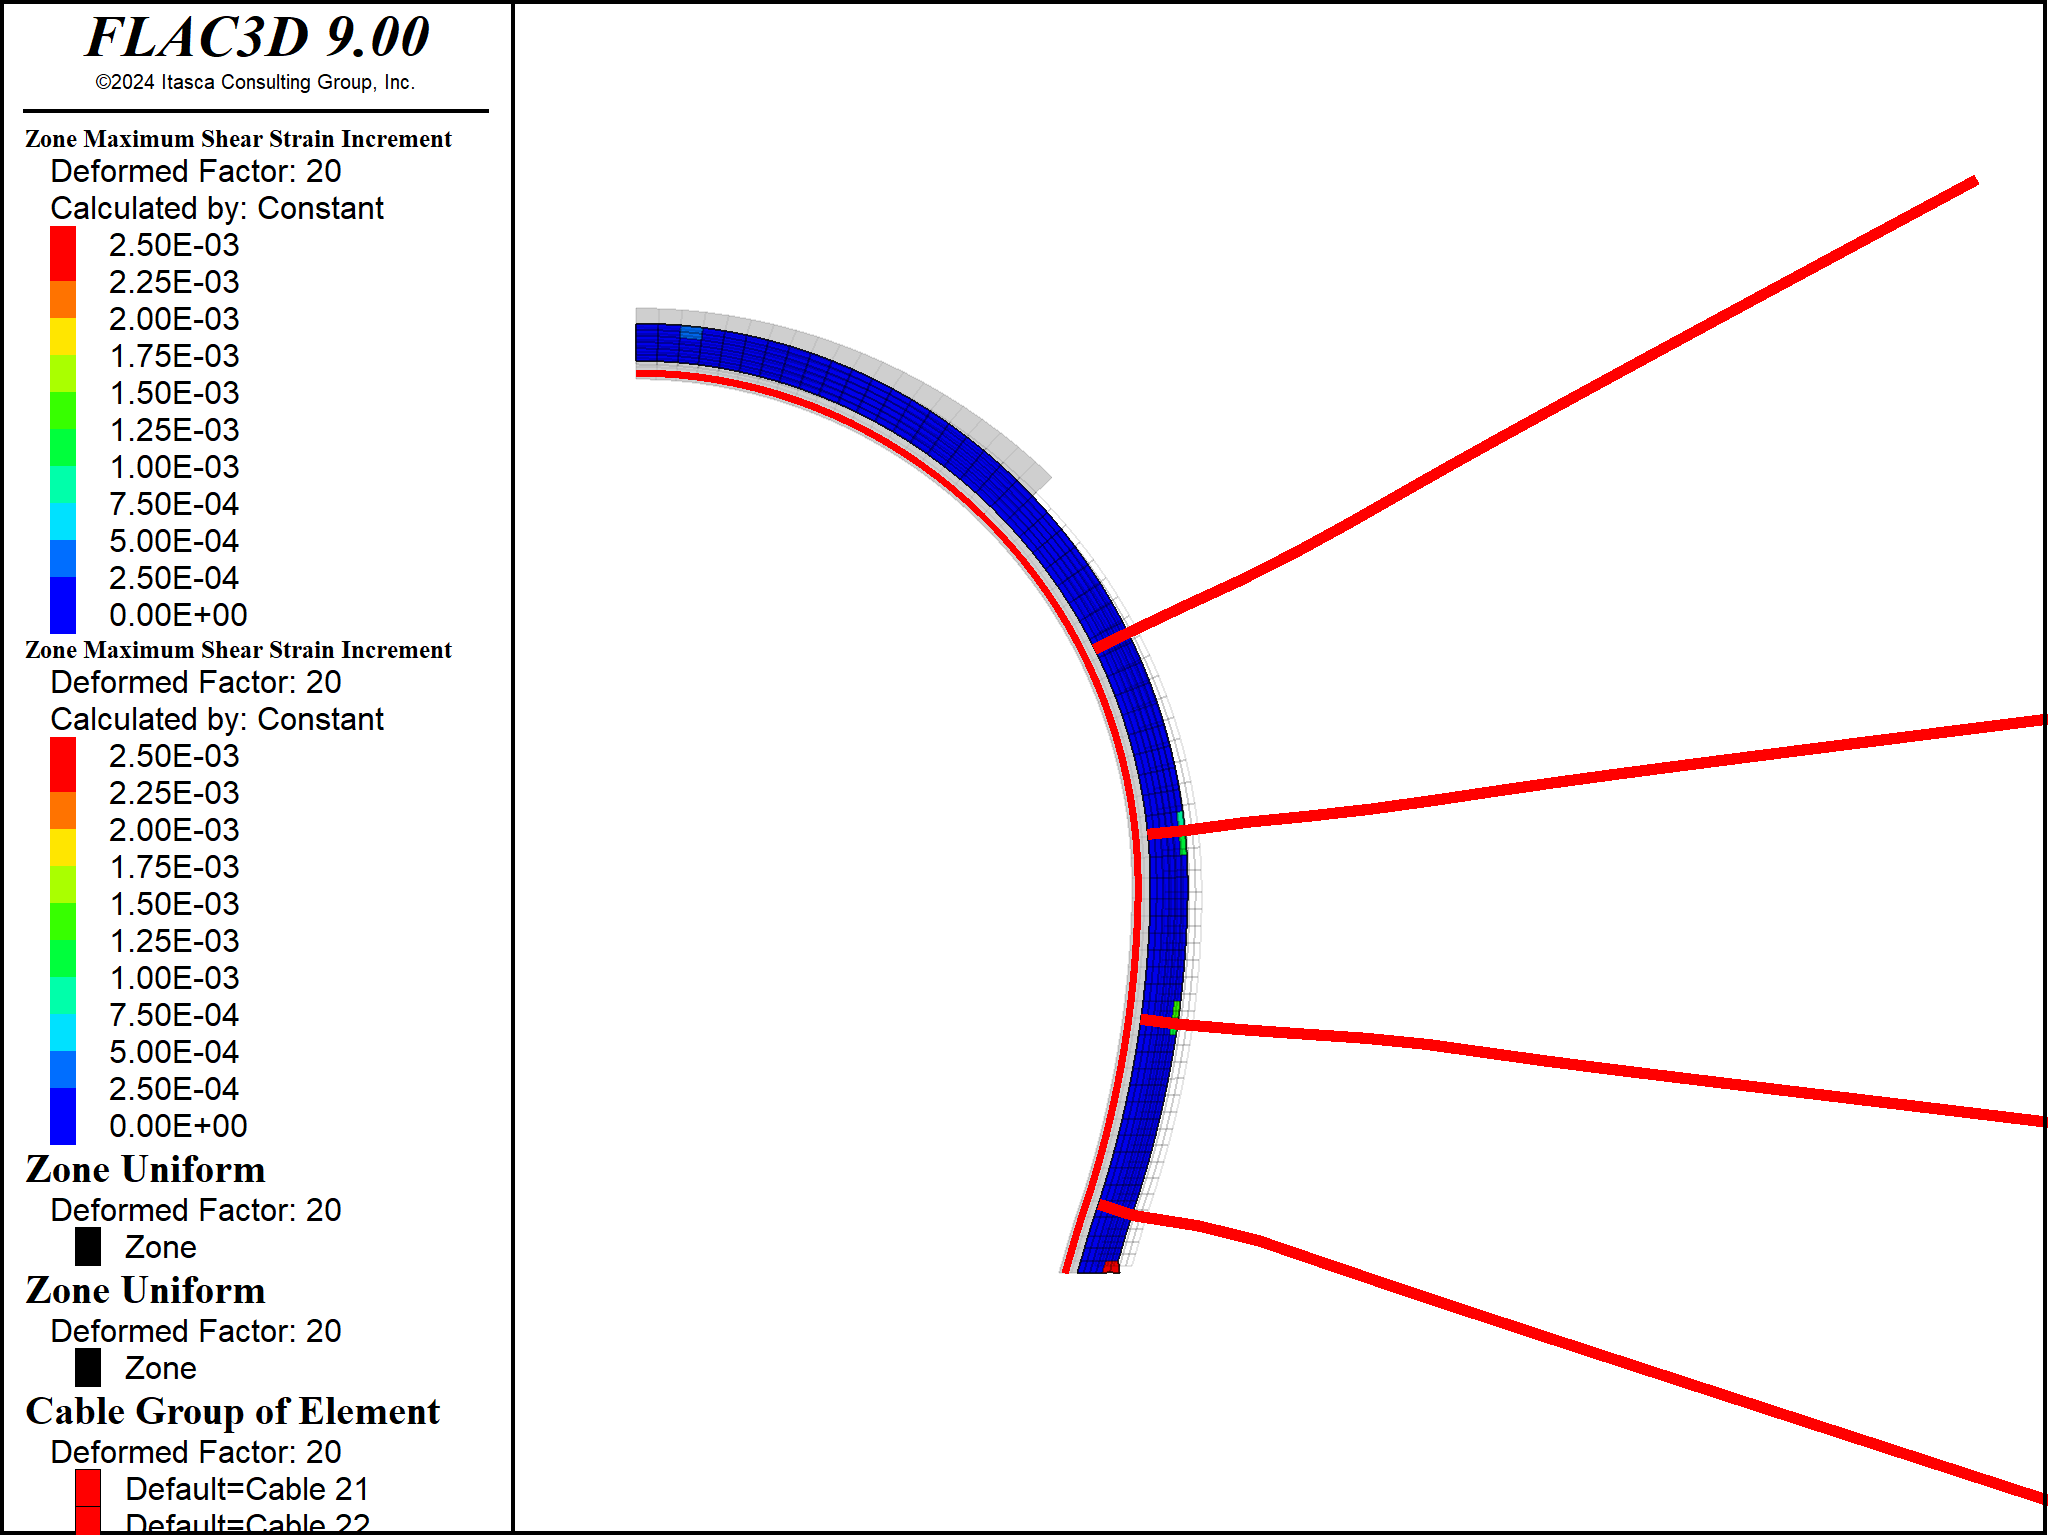 FLAC3D 9.00
©2024 Itasca Consulting Group, Inc.
Zone Maximum Shear Strain Increment
Deformed Factor: 20
Calculated by: Constant
2.50E-03
2.25E-03
2.00E-03
1.75E-03
1.50E-03
1.25E-03
1.00E-03
7.50E-04
5.00E-04
2.50E-04
0.00E+00
Zone Maximum Shear Strain Increment
Deformed Factor: 20
Calculated by: Constant
2.50E-03
2.25E-03
2.00E-03
1.75E-03
1.50E-03
1.25E-03
1.00E-03
7.50E-04
5.00E-04
2.50E-04
0.00E+00
Zone Uniform
Deformed Factor: 20
Zone
Zone Uniform
Deformed Factor: 20
Zone
Cable Group of Element
Deformed Factor: 20
Default=Cable 21
Default=Cable 22